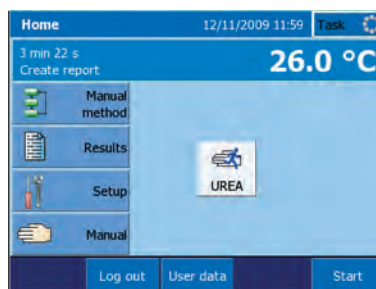 Home 12/11/2009 11:59 Task
3 min 22 s
Create report
26.0 °C
Manual
method
Results
Setup
Manual
UREA
Log out User data Start